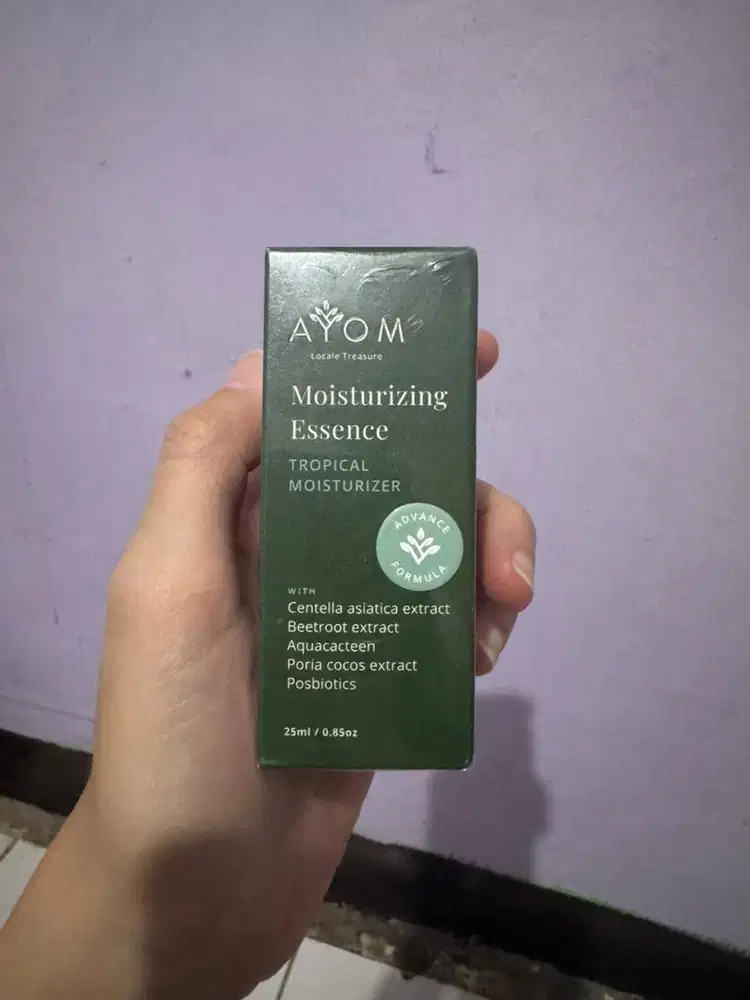 AYOM
Locale Treasure
Moisturizing
Essence
TROPICAL
MOISTURIZER
ADVANCE
FORMULA
WITH
Centella asiatica extract
Beetroot extract
Aquacacteen
Poria cocos extract
Posbiotics
25ml / 0.85oz